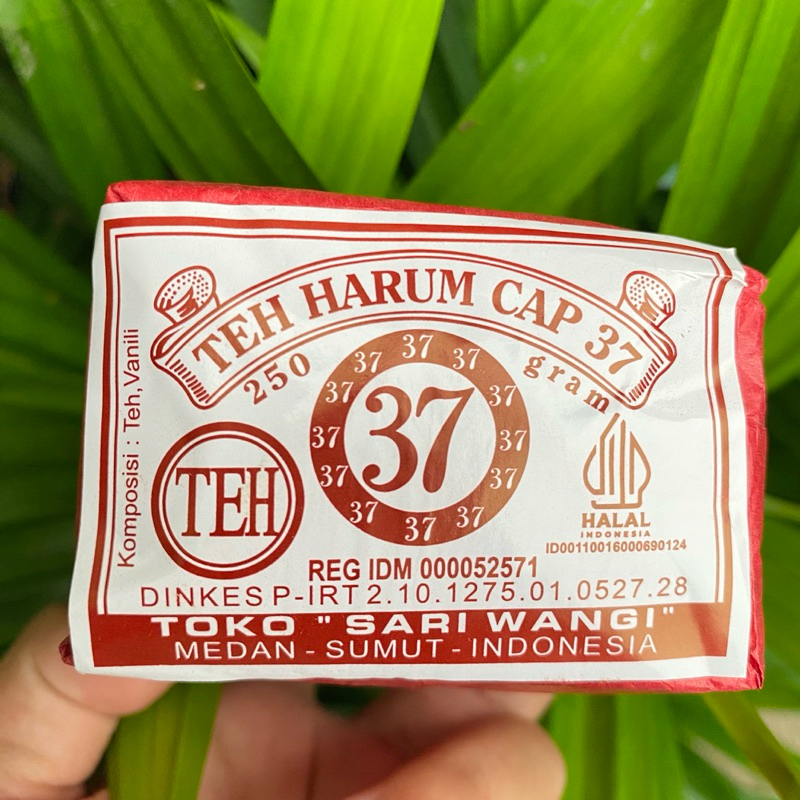 TEH HARUM CAP 37
250 gram
37 37 37 37 37 37 37 37 37 37 37 37 37
37
Komposisi : Teh,Vanili
TEH
HALAL
INDONESIA
ID00110016000690124
REG IDM 000052571
DINKES P-IRT 2.10.1275.01.0527.28
TOKO "SARI WANGI"
MEDAN - SUMUT - INDONESIA